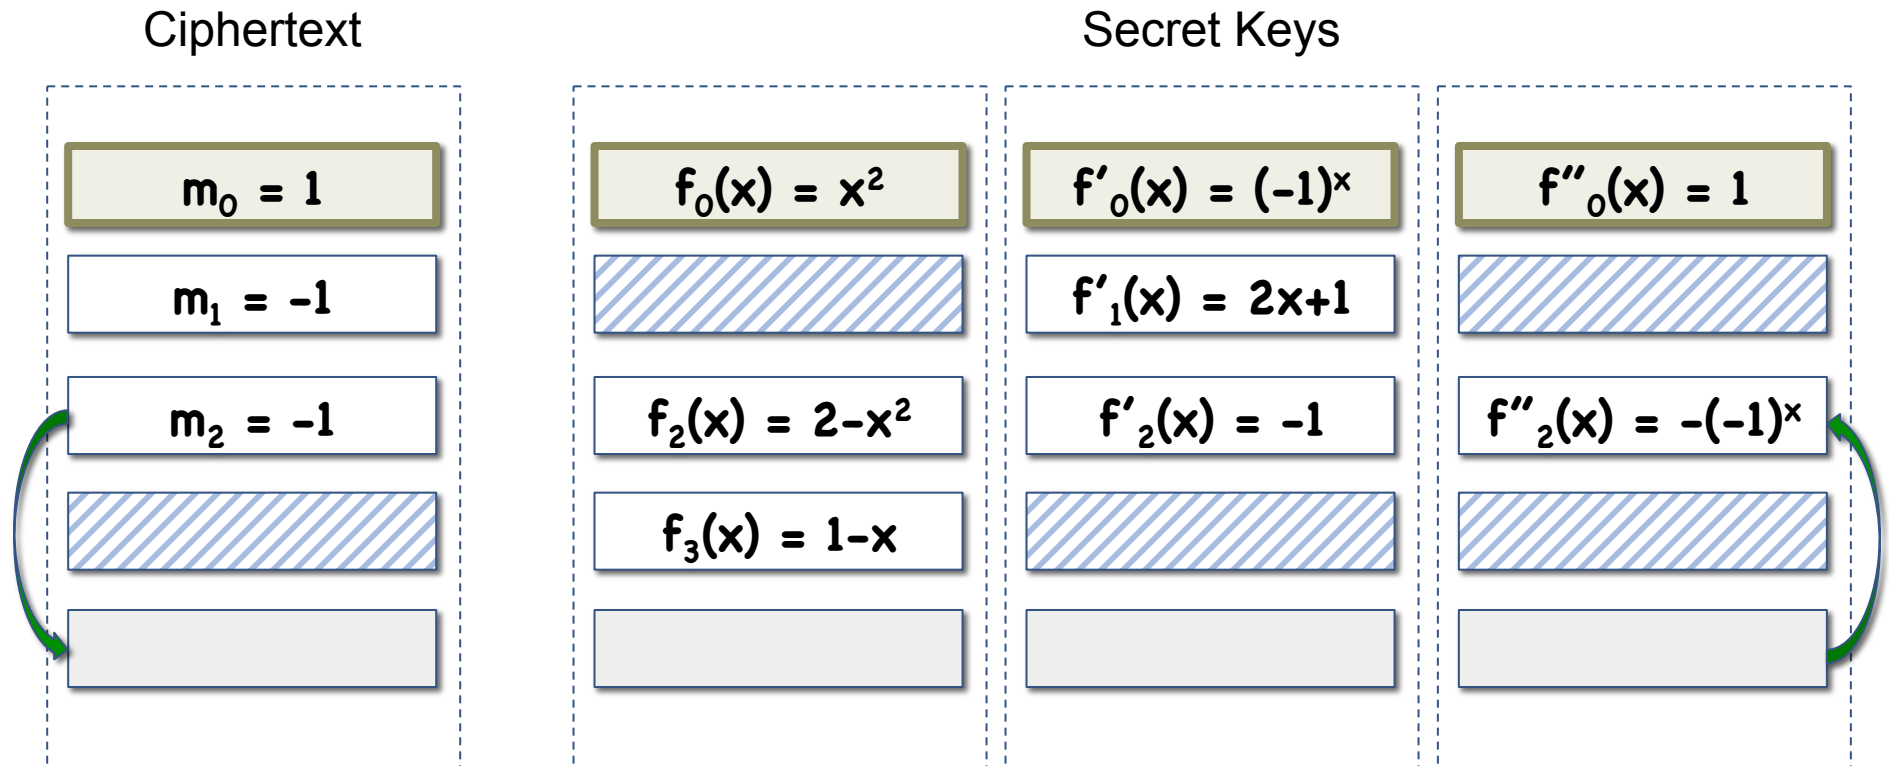 Ciphertext Secret Keys
m₀ = 1 f₀(x) = x² f′₀(x) = (-1)ˣ f″₀(x) = 1
m₁ = -1 f′₁(x) = 2x+1
m₂ = -1 f₂(x) = 2-x² f′₂(x) = -1 f″₂(x) = -(-1)ˣ
f₃(x) = 1-x